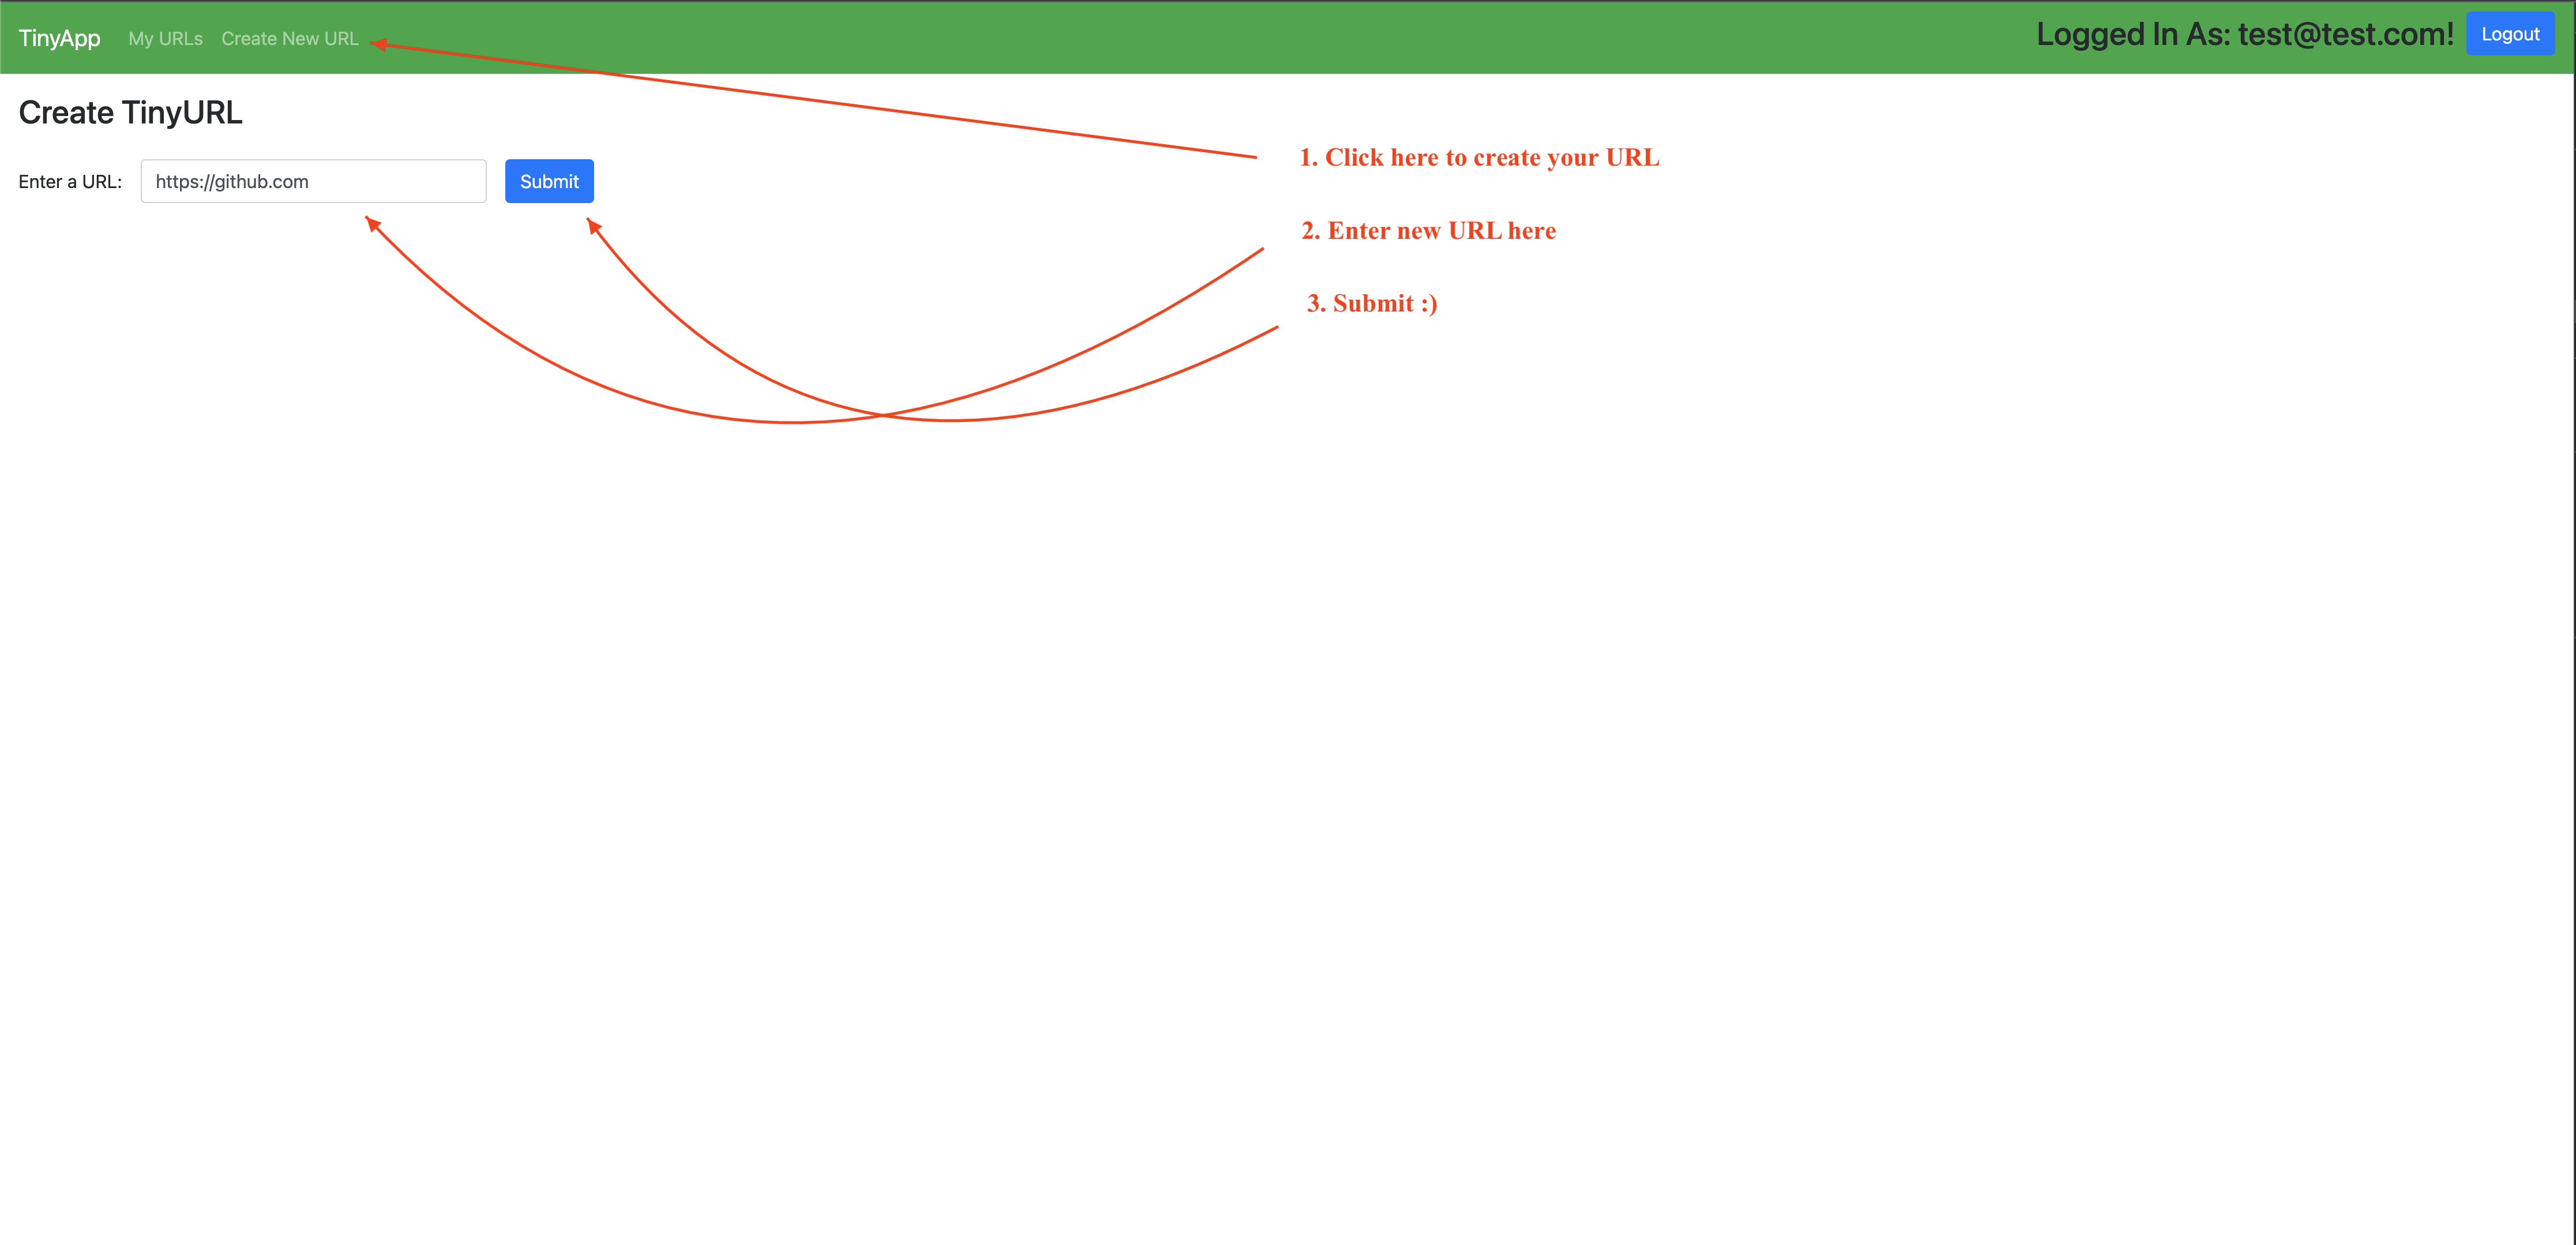 TinyApp My URLs Create New URL Logged In As: test@test.com! Logout
Create TinyURL
Enter a URL: https://github.com Submit
1. Click here to create your URL
2. Enter new URL here
3. Submit :)